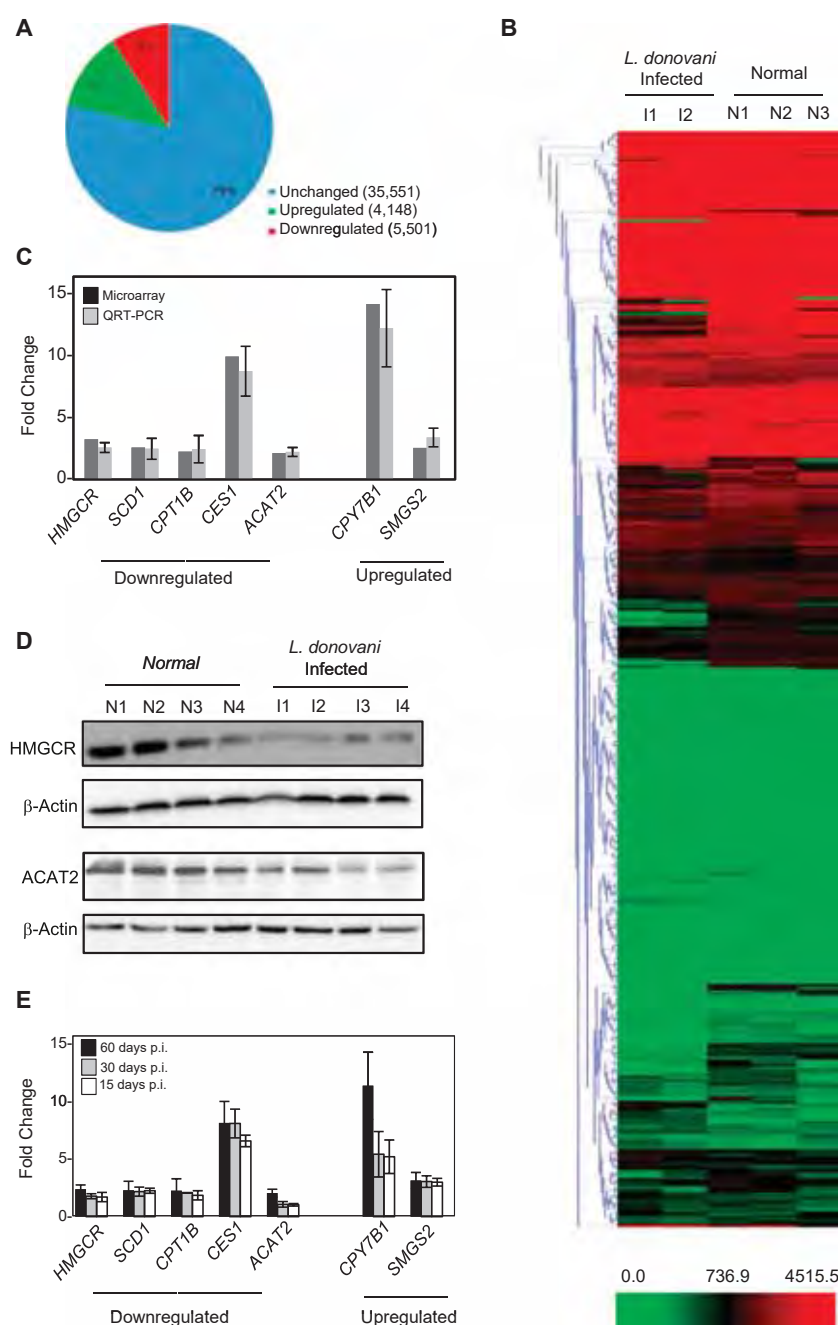 A
Unchanged (35,551)
Upregulated (4,148)
Downregulated (5,501)
B
L. donovani
Infected
Normal
I1 I2 N1 N2 N3
0.0 736.9 4515.5
C
Fold Change
15
10
5
0
Microarray
QRT-PCR
HMGCR SCD1 CPT1B CES1 ACAT2 CPY7B1 SMGS2
Downregulated
Upregulated
D
Normal
L. donovani
Infected
N1 N2 N3 N4 I1 I2 I3 I4
HMGCR
β-Actin
ACAT2
β-Actin
E
Fold Change
15
10
5
0
60 days p.i.
30 days p.i.
15 days p.i.
HMGCR SCD1 CPT1B CES1 ACAT2 CPY7B1 SMGS2
Downregulated
Upregulated